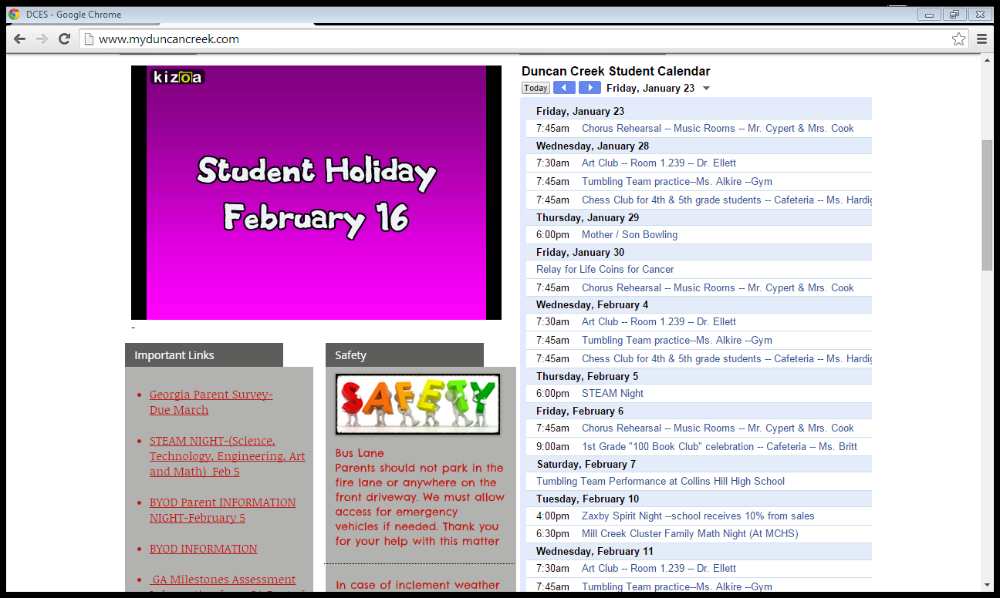 DCES - Google Chrome
www.myduncancreek.com
kizoa
Student Holiday
February 16
-
Important Links
Georgia Parent Survey-
Due March
STEAM NIGHT-(Science,
Technology, Engineering, Art
and Math)  Feb 5
BYOD Parent INFORMATION
NIGHT-February 5
BYOD INFORMATION
GA Milestones Assessment
Safety
SAFETY
Bus Lane
Parents should not park in the
fire lane or anywhere on the
front driveway. We must allow
access for emergency
vehicles if needed. Thank you
for your help with this matter
In case of inclement weather
Duncan Creek Student Calendar
Today Friday, January 23
Friday, January 23
7:45am Chorus Rehearsal -- Music Rooms -- Mr. Cypert & Mrs. Cook
Wednesday, January 28
7:30am Art Club -- Room 1.239 -- Dr. Ellett
7:45am Tumbling Team practice--Ms. Alkire --Gym
7:45am Chess Club for 4th & 5th grade students -- Cafeteria -- Ms. Hardig
Thursday, January 29
6:00pm Mother / Son Bowling
Friday, January 30
Relay for Life Coins for Cancer
7:45am Chorus Rehearsal -- Music Rooms -- Mr. Cypert & Mrs. Cook
Wednesday, February 4
7:30am Art Club -- Room 1.239 -- Dr. Ellett
7:45am Tumbling Team practice--Ms. Alkire --Gym
7:45am Chess Club for 4th & 5th grade students -- Cafeteria -- Ms. Hardig
Thursday, February 5
6:00pm STEAM Night
Friday, February 6
7:45am Chorus Rehearsal -- Music Rooms -- Mr. Cypert & Mrs. Cook
9:00am 1st Grade "100 Book Club" celebration -- Cafeteria -- Ms. Britt
Saturday, February 7
Tumbling Team Performance at Collins Hill High School
Tuesday, February 10
4:00pm Zaxby Spirit Night --school receives 10% from sales
6:30pm Mill Creek Cluster Family Math Night (At MCHS)
Wednesday, February 11
7:30am Art Club -- Room 1.239 -- Dr. Ellett
7:45am Tumbling Team practice--Ms. Alkire --Gym